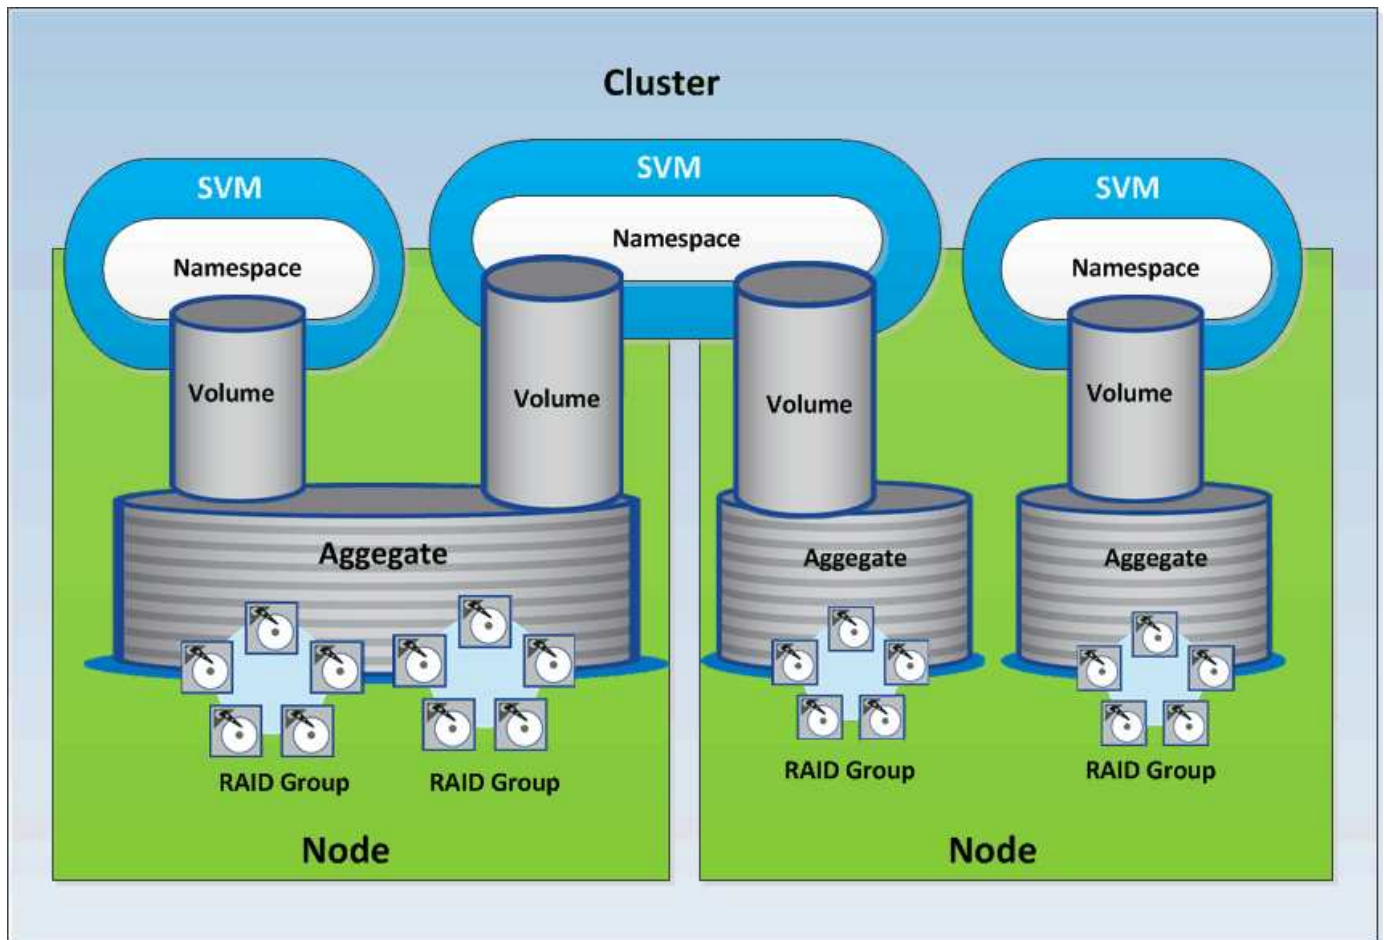 Cluster
SVM
SVM
SVM
Namespace
Namespace
Namespace
Volume
Volume
Volume
Volume
Aggegate
Aggegate
Aggegate
RAID Group
RAID Group
RAID Group
RAID Group
Node
Node